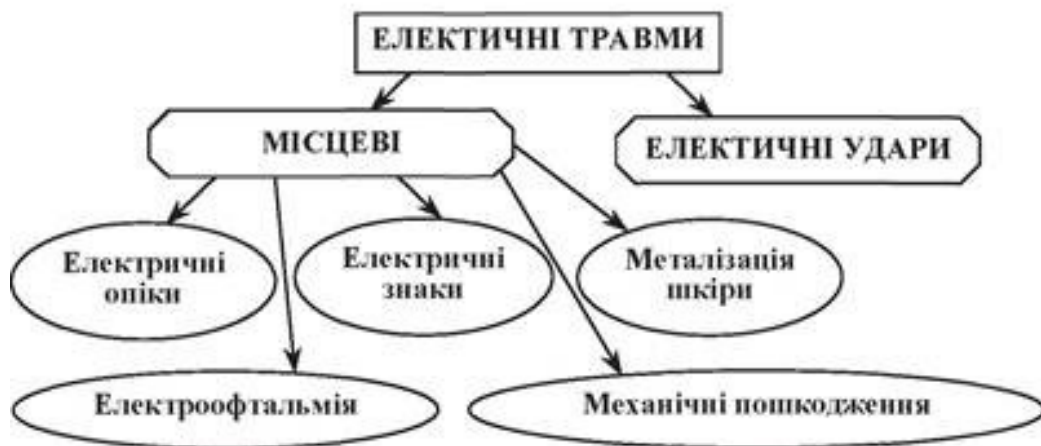 ЕЛЕКТИЧНІ ТРАВМИ
МІСЦЕВІ
ЕЛЕКТИЧНІ УДАРИ
Електричні
опіки
Електричні
знаки
Металізація
шкіри
Електроофтальмія
Механічні пошкодження